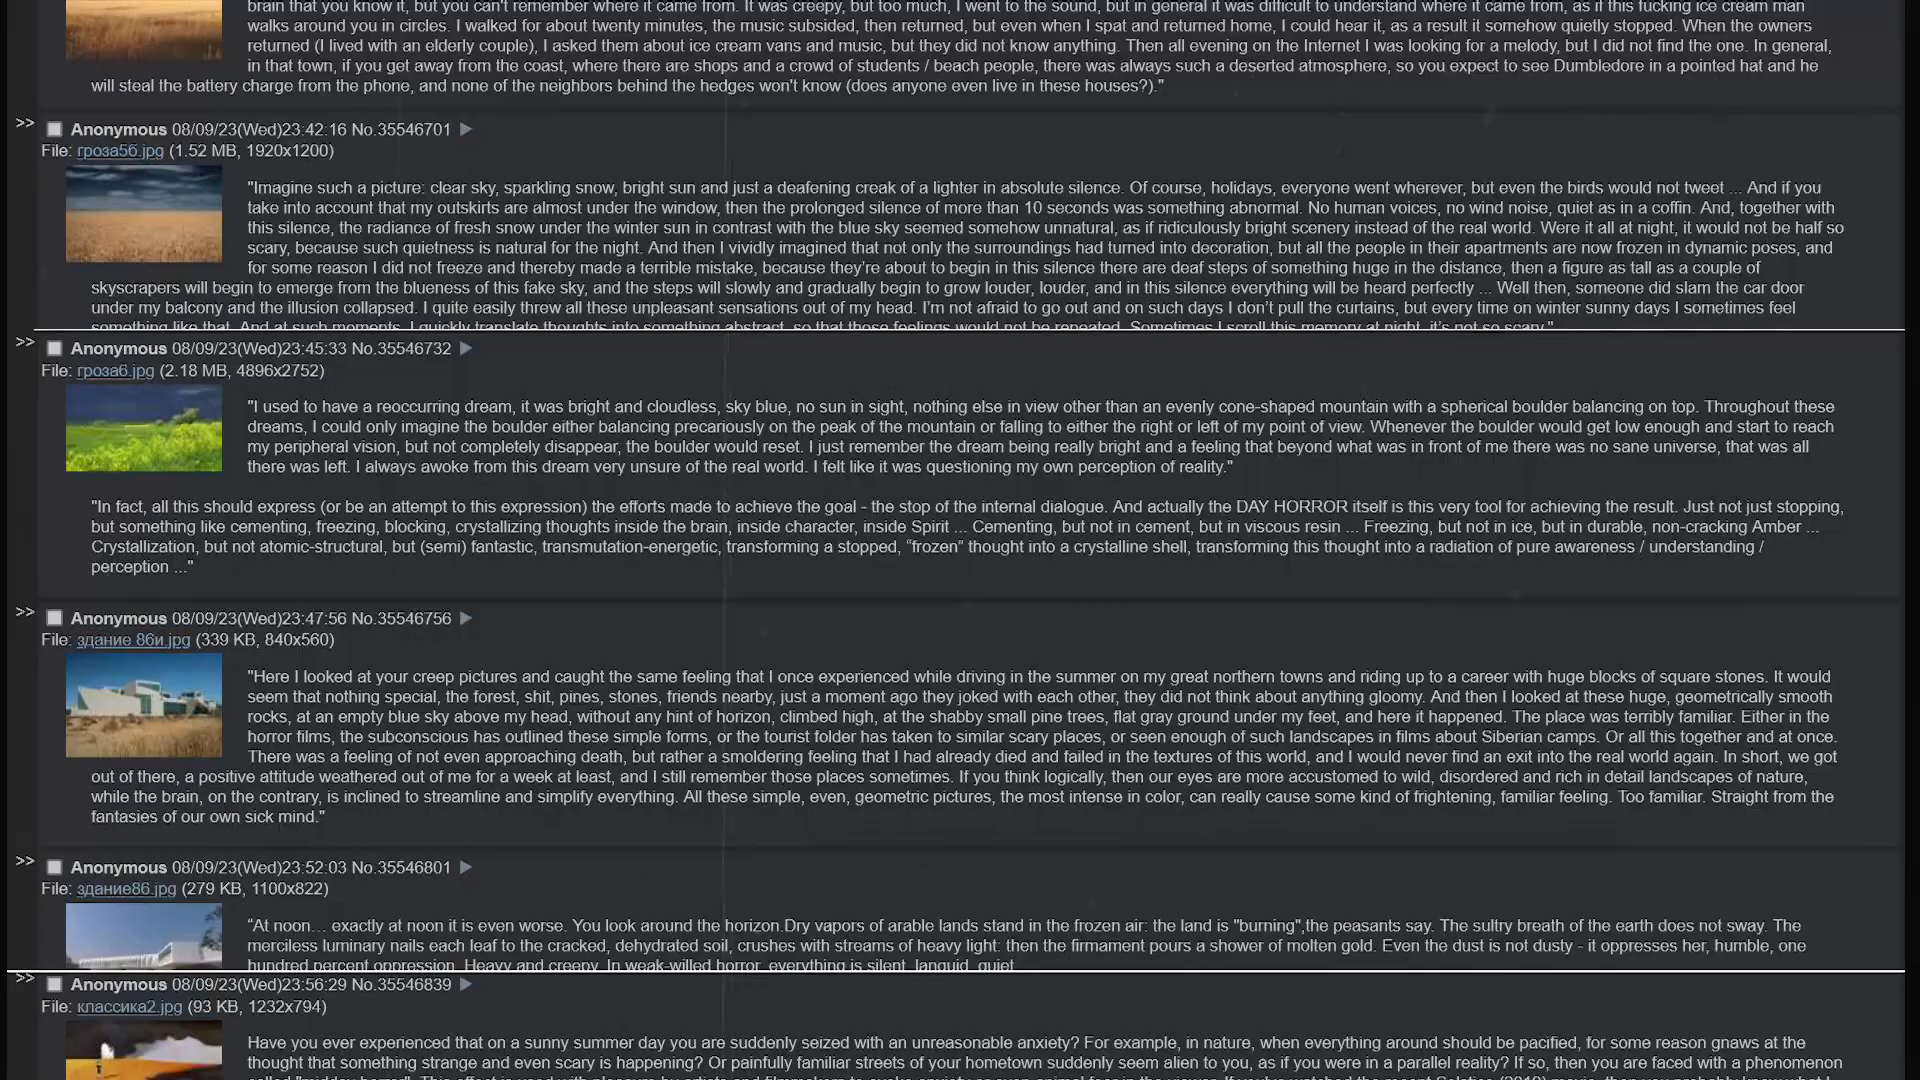 brain that you know it, but you can't remember where it came from. It was creepy, but too much, I went to the sound, but in general it was difficult to understand where it came from, as if this fucking ice cream man
walks around you in circles. I walked for about twenty minutes, the music subsided, then returned, but even when I spat and returned home, I could hear it, as a result it somehow quietly stopped. When the owners
returned (I lived with an elderly couple), I asked them about ice cream vans and music, but they did not know anything. Then all evening on the Internet I was looking for a melody, but I did not find the one. In general,
in that town, if you get away from the coast, where there are shops and a crowd of students / beach people, there was always such a deserted atmosphere, so you expect to see Dumbledore in a pointed hat and he
will steal the battery charge from the phone, and none of the neighbors behind the hedges won't know (does anyone even live in these houses?)."
>> Anonymous 08/09/23(Wed)23:42:16 No.35546701
File: гроза5б.jpg (1.52 MB, 1920x1200)
"Imagine such a picture: clear sky, sparkling snow, bright sun and just a deafening creak of a lighter in absolute silence. Of course, holidays, everyone went wherever, but even the birds would not tweet ... And if you
take into account that my outskirts are almost under the window, then the prolonged silence of more than 10 seconds was something abnormal. No human voices, no wind noise, quiet as in a coffin. And, together with
this silence, the radiance of fresh snow under the winter sun in contrast with the blue sky seemed somehow unnatural, as if ridiculously bright scenery instead of the real world. Were it all at night, it would not be half so
scary, because such quietness is natural for the night. And then I vividly imagined that not only the surroundings had turned into decoration, but all the people in their apartments are now frozen in dynamic poses, and
for some reason I did not freeze and thereby made a terrible mistake, because they're about to begin in this silence there are deaf steps of something huge in the distance, then a figure as tall as a couple of
skyscrapers will begin to emerge from the blueness of this fake sky, and the steps will slowly and gradually begin to grow louder, louder, and in this silence everything will be heard perfectly ... Well then, someone did slam the car door
under my balcony and the illusion collapsed. I quite easily threw all these unpleasant sensations out of my head. I'm not afraid to go out and on such days I don't pull the curtains, but every time on winter sunny days I sometimes feel
something like that. And at such moments, I quickly translate thoughts into something abstract, so that those feelings would not be repeated. Sometimes I scroll this memory at night, it's not so scary."
>> Anonymous 08/09/23(Wed)23:45:33 No.35546732
File: гроза6.jpg (2.18 MB, 4896x2752)
"I used to have a reoccurring dream, it was bright and cloudless, sky blue, no sun in sight, nothing else in view other than an evenly cone-shaped mountain with a spherical boulder balancing on top. Throughout these
dreams, I could only imagine the boulder either balancing precariously on the peak of the mountain or falling to either the right or left of my point of view. Whenever the boulder would get low enough and start to reach
my peripheral vision, but not completely disappear, the boulder would reset. I just remember the dream being really bright and a feeling that beyond what was in front of me there was no sane universe, that was all
there was left. I always awoke from this dream very unsure of the real world. I felt like it was questioning my own perception of reality."
"In fact, all this should express (or be an attempt to this expression) the efforts made to achieve the goal - the stop of the internal dialogue. And actually the DAY HORROR itself is this very tool for achieving the result. Just not just stopping,
but something like cementing, freezing, blocking, crystallizing thoughts inside the brain, inside character, inside Spirit ... Cementing, but not in cement, but in viscous resin ... Freezing, but not in ice, but in durable, non-cracking Amber ...
Crystallization, but not atomic-structural, but (semi) fantastic, transmutation-energetic, transforming a stopped, “frozen” thought into a crystalline shell, transforming this thought into a radiation of pure awareness / understanding /
perception ..."
>> Anonymous 08/09/23(Wed)23:47:56 No.35546756
File: здание 86и.jpg (339 KB, 840x560)
"Here I looked at your creep pictures and caught the same feeling that I once experienced while driving in the summer on my great northern towns and riding up to a career with huge blocks of square stones. It would
seem that nothing special, the forest, shit, pines, stones, friends nearby, just a moment ago they joked with each other, they did not think about anything gloomy. And then I looked at these huge, geometrically smooth
rocks, at an empty blue sky above my head, without any hint of horizon, climbed high, at the shabby small pine trees, flat gray ground under my feet, and here it happened. The place was terribly familiar. Either in the
horror films, the subconscious has outlined these simple forms, or the tourist folder has taken to similar scary places, or seen enough of such landscapes in films about Siberian camps. Or all this together and at once.
There was a feeling of not even approaching death, but rather a smoldering feeling that I had already died and failed in the textures of this world, and I would never find an exit into the real world again. In short, we got
out of there, a positive attitude weathered out of me for a week at least, and I still remember those places sometimes. If you think logically, then our eyes are more accustomed to wild, disordered and rich in detail landscapes of nature,
while the brain, on the contrary, is inclined to streamline and simplify everything. All these simple, even, geometric pictures, the most intense in color, can really cause some kind of frightening, familiar feeling. Too familiar. Straight from the
fantasies of our own sick mind."
>> Anonymous 08/09/23(Wed)23:52:03 No.35546801
File: здание86.jpg (279 KB, 1100x822)
“At noon… exactly at noon it is even worse. You look around the horizon.Dry vapors of arable lands stand in the frozen air: the land is "burning",the peasants say. The sultry breath of the earth does not sway. The
merciless luminary nails each leaf to the cracked, dehydrated soil, crushes with streams of heavy light: then the firmament pours a shower of molten gold. Even the dust is not dusty - it oppresses her, humble, one
hundred percent oppression. Heavy and creepy. In weak-willed horror, everything is silent, languid, quiet
>> Anonymous 08/09/23(Wed)23:56:29 No.35546839
File: классика2.jpg (93 KB, 1232x794)
Have you ever experienced that on a sunny summer day you are suddenly seized with an unreasonable anxiety? For example, in nature, when everything around should be pacified, for some reason gnaws at the
thought that something strange and even scary is happening? Or painfully familiar streets of your hometown suddenly seem alien to you, as if you were in a parallel reality? If so, then you are faced with a phenomenon